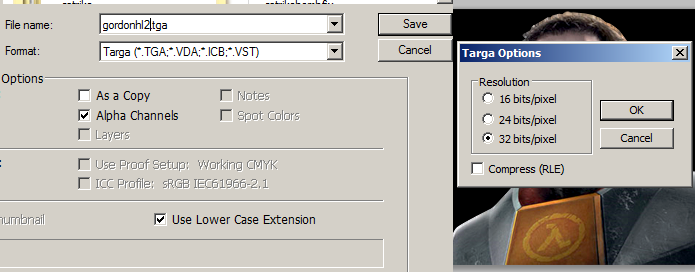 File name:
gordonhl2.tga
Save
Format:
Targa (*.TGA;*.VDA;*.ICB;*.VST)
Cancel
Options
As a Copy
Notes
Alpha Channels
Spot Colors
Layers
Use Proof Setup: Working CMYK
ICC Profile: sRGB IEC61966-2.1
Use Lower Case Extension
Targa Options
Resolution
16 bits/pixel
24 bits/pixel
32 bits/pixel
OK
Cancel
Compress (RLE)